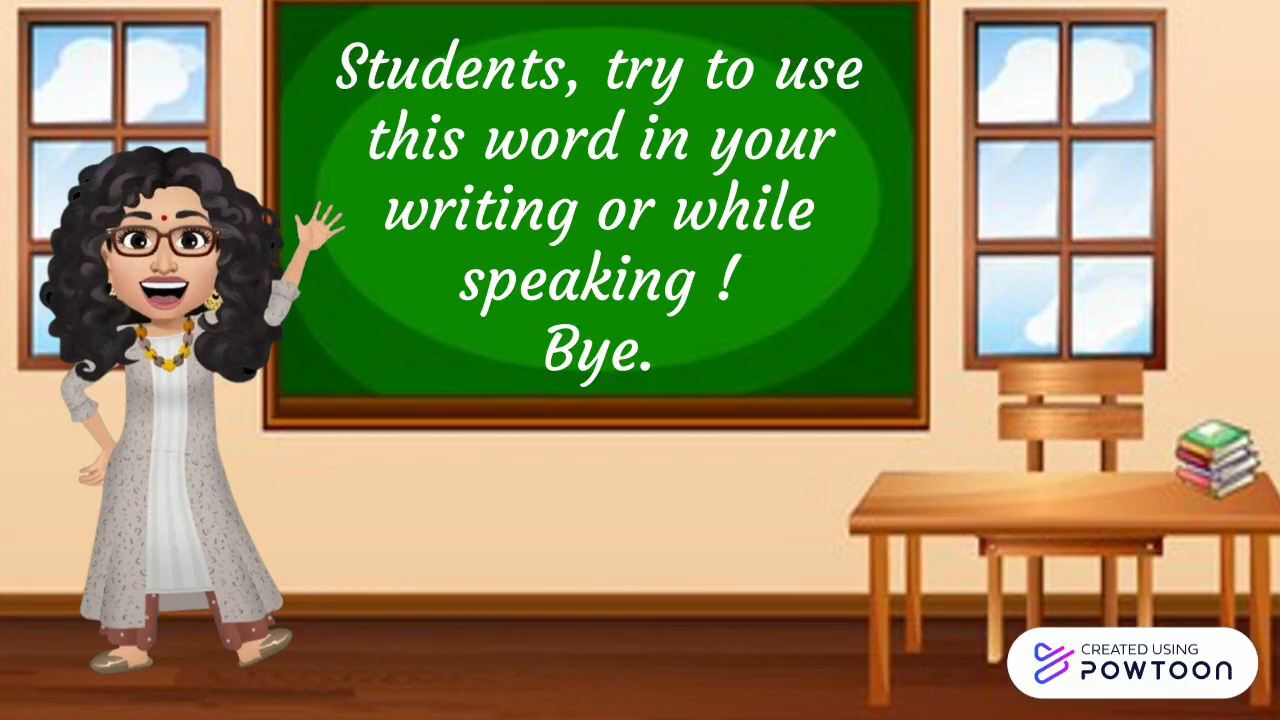 Students, try to use
this word in your
writing or while
speaking !
Bye.
CREATED USING
POWTOON